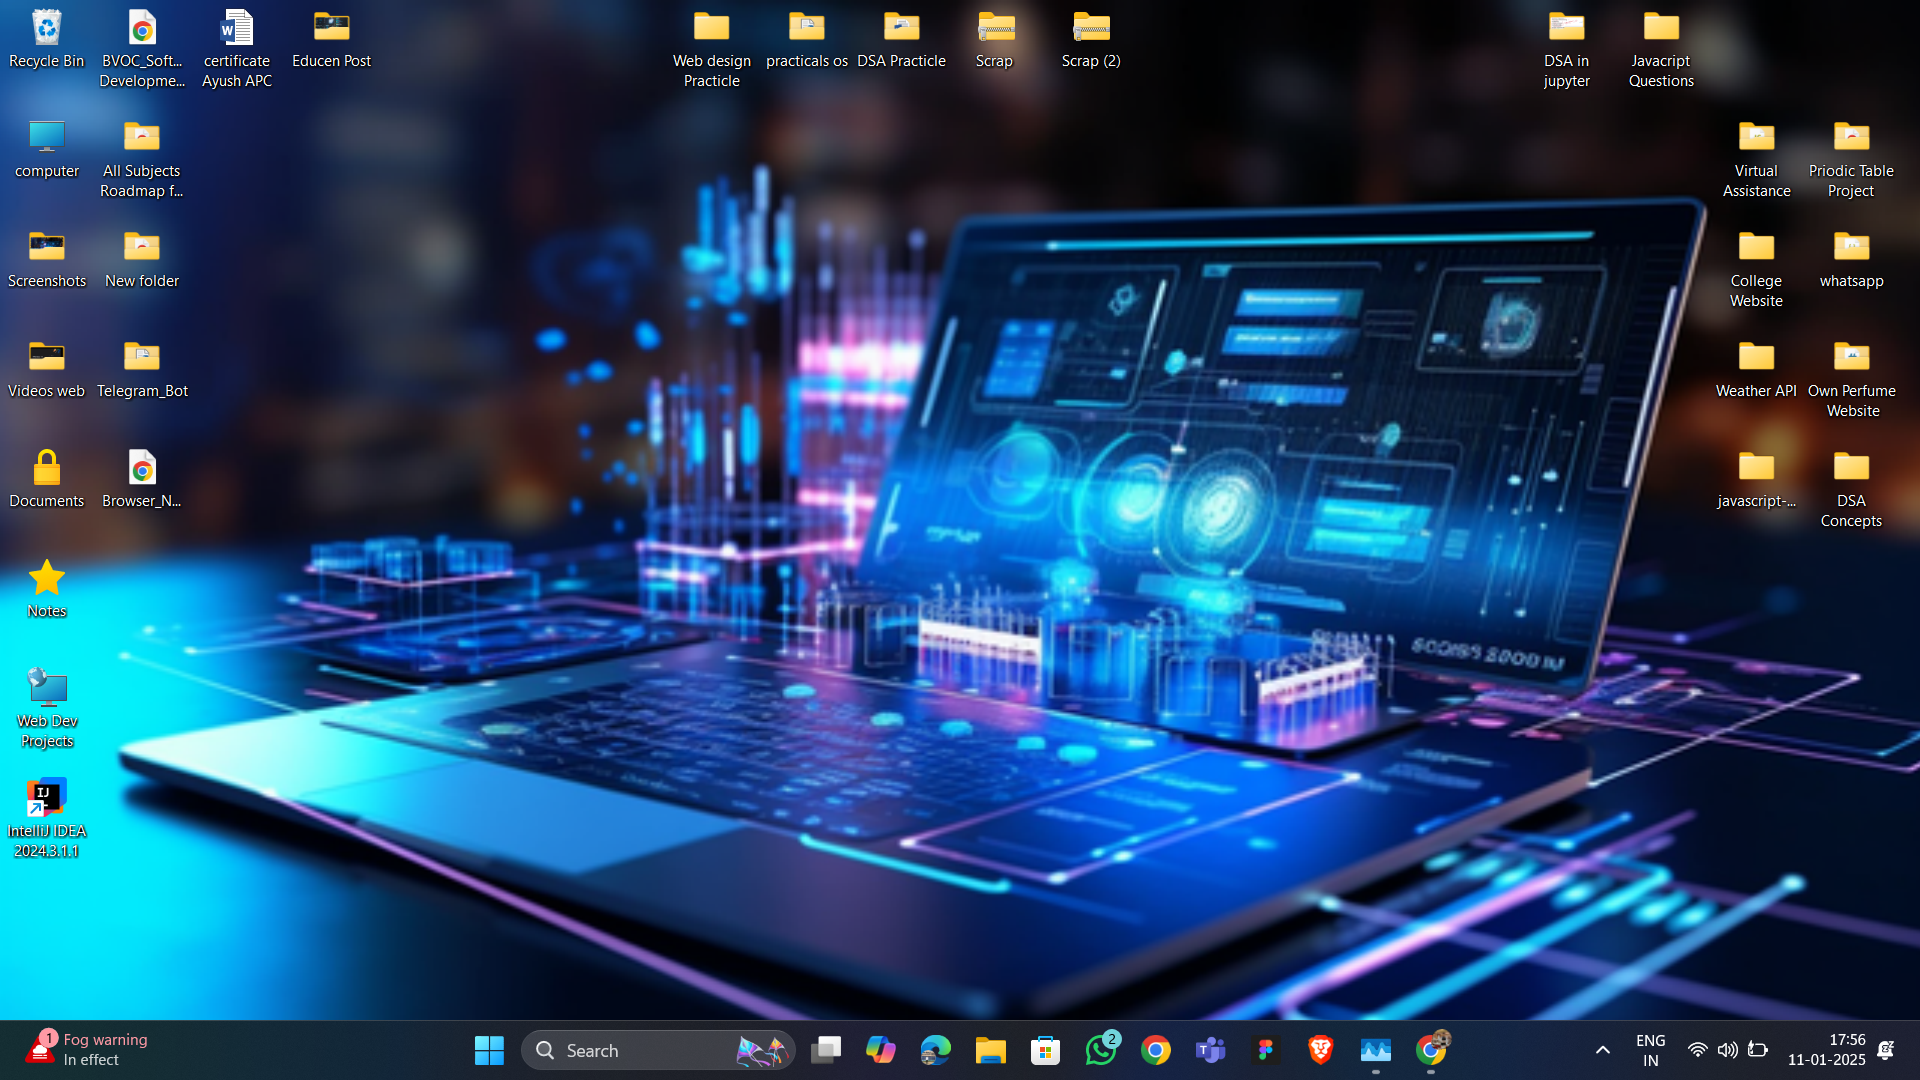 Recycle Bin
BVOC_Soft...
Developme...
certificate
Ayush APC
Educen Post
Web design
Practicle
practicals os
DSA Practicle
Scrap
Scrap (2)
DSA in
jupyter
Javacript
Questions
computer
All Subjects
Roadmap f...
Virtual
Assistance
Priodic Table
Project
Screenshots
New folder
College
Website
whatsapp
Videos web
Telegram_Bot
Weather API
Own Perfume
Website
Documents
Browser_N...
javascript-...
DSA
Concepts
Notes
Web Dev
Projects
IJ
IntelliJ IDEA
2024.3.1.1
1
Fog warning
In effect
Search
2
ENG
IN
17:56
11-01-2025